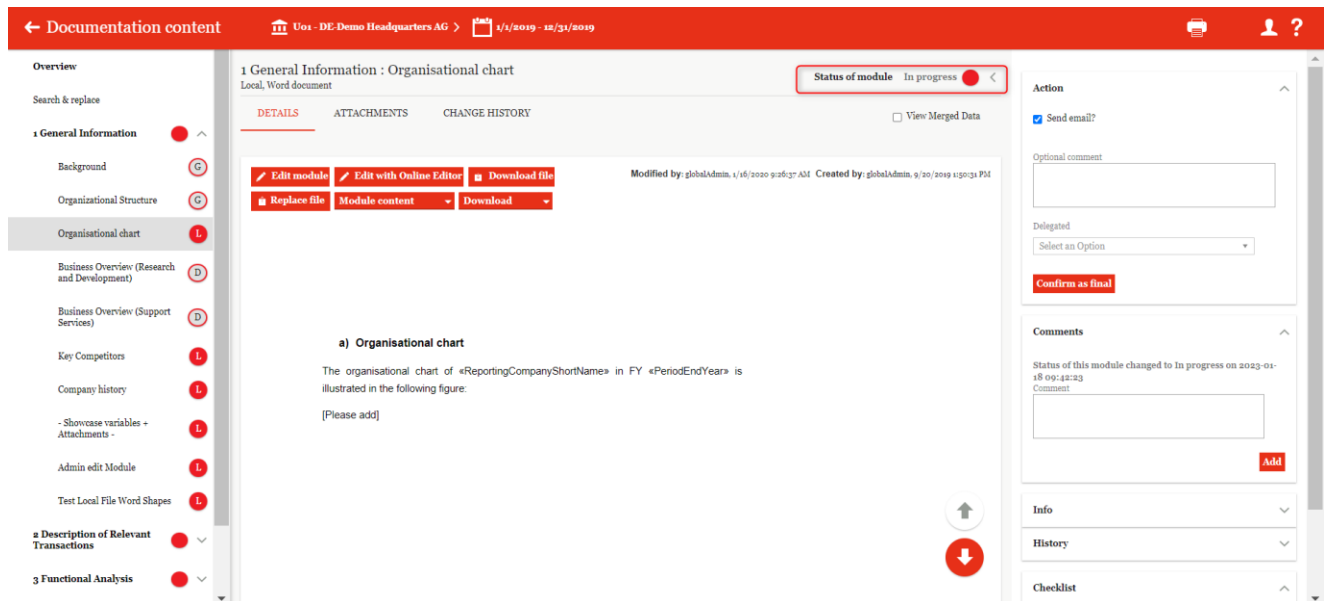 Documentation content
U01 - DE-Demo Headquarters AG
1/1/2019 - 12/31/2019
?
Overview
Search & replace
1 General Information
Background
G
Organizational Structure
G
Organisational chart
L
Business Overview (Research
and Development)
D
Business Overview (Support
Services)
D
Key Competitors
L
Company history
L
- Showcase variables +
Attachments -
L
Admin edit Module
L
Test Local File Word Shapes
L
2 Description of Relevant
Transactions
3 Functional Analysis
1 General Information : Organisational chart
Local, Word document
Status of module In progress
DETAILS ATTACHMENTS CHANGE HISTORY
View Merged Data
Edit module Edit with Online Editor Download file
Modified by: globalAdmin, 1/16/2020 9:26:37 AM Created by: globalAdmin, 9/20/2019 1:50:31 PM
Replace file Module content Download
a) Organisational chart
The organisational chart of «ReportingCompanyShortName» in FY «PeriodEndYear» is
illustrated in the following figure:
[Please add]
Action
Send email?
Optional comment
Delegated
Select an Option
Confirm as final
Comments
Status of this module changed to In progress on 2023-01-
18 09:42:23
Comment
Add
Info
History
Checklist